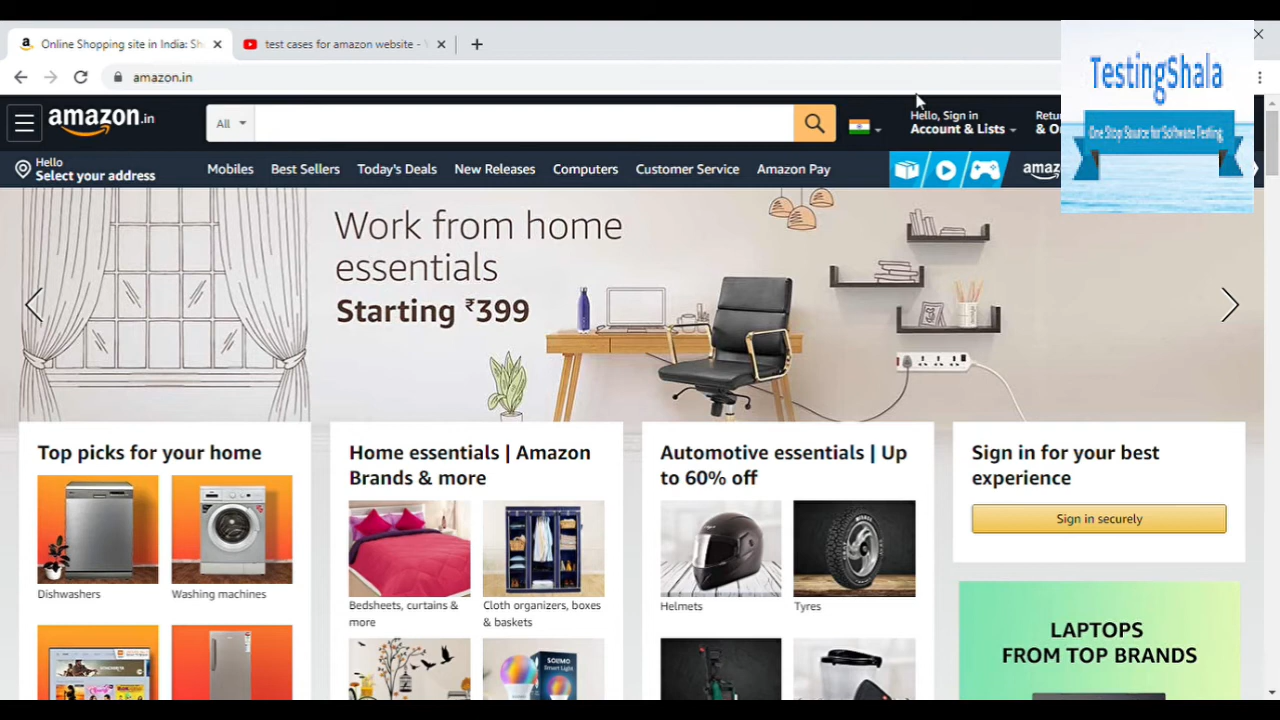 Online Shopping site in India: Sh
test cases for amazon website -
amazon.in
TestingShala
One Stop Source for Software Testing
amazon.in
All
Hello, Sign in
Account & Lists
Retu
& O
Hello
Select your address
Mobiles
Best Sellers
Today's Deals
New Releases
Computers
Customer Service
Amazon Pay
amaz
Work from home
essentials
Starting ₹399
Top picks for your home
Dishwashers
Washing machines
Home essentials | Amazon
Brands & more
Bedsheets, curtains &
more
Cloth organizers, boxes
& baskets
SOLIMO
Smart Light
Automotive essentials | Up
to 60% off
Helmets
Tyres
Sign in for your best
experience
Sign in securely
LAPTOPS
FROM TOP BRANDS